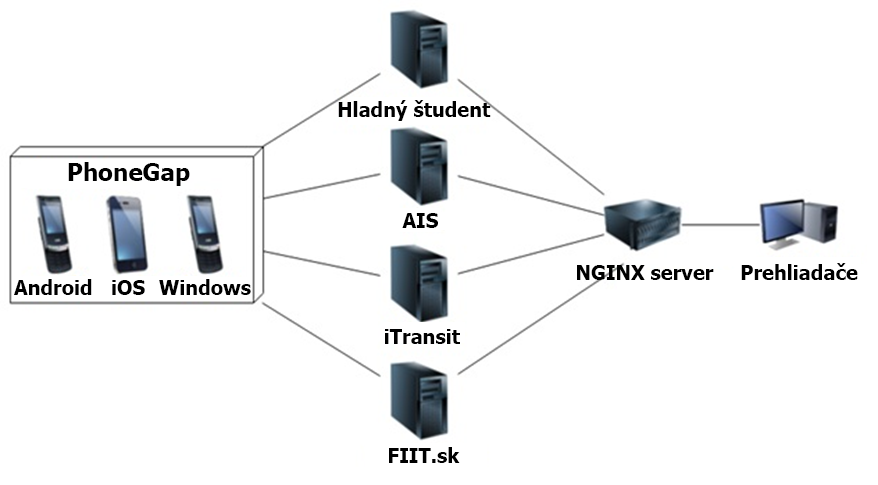 Hladný študent
PhoneGap
Android iOS Windows
AIS
NGINX server
Prehliadače
iTransit
FIIT.sk